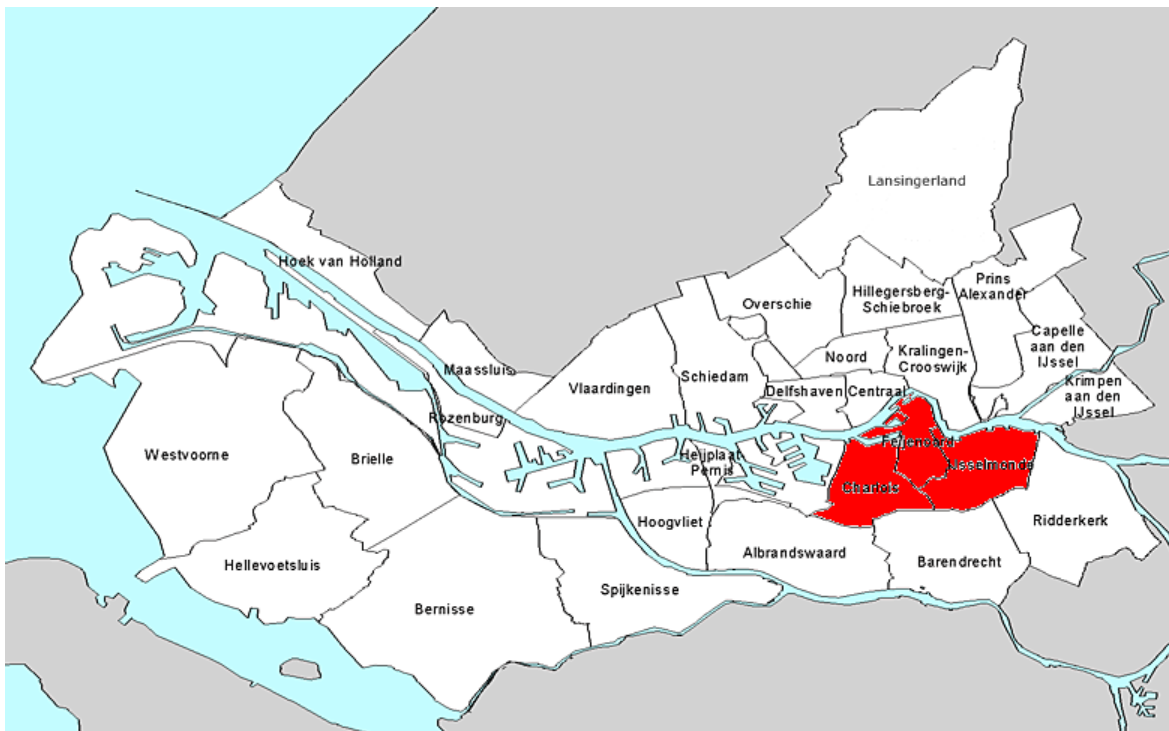 Lansingerland
Hoek van Holland
Overschie
Hillegersberg-
Schiebroek
Prins
Alexander
Capelle
aan den
IJssel
Maassluis
Vlaardingen
Schiedam
Noord
Kralingen-
Crooswijk
Delfshaven
Centraal
Krimpen
aan den
IJssel
Rozenburg
Feijenoord
Westvoorne
Brielle
Heijplaat-
Pernis
IJsselmonde
Charlois
Hoogvliet
Ridderkerk
Albrandswaard
Barendrecht
Hellevoetsluis
Spijkenisse
Bernisse